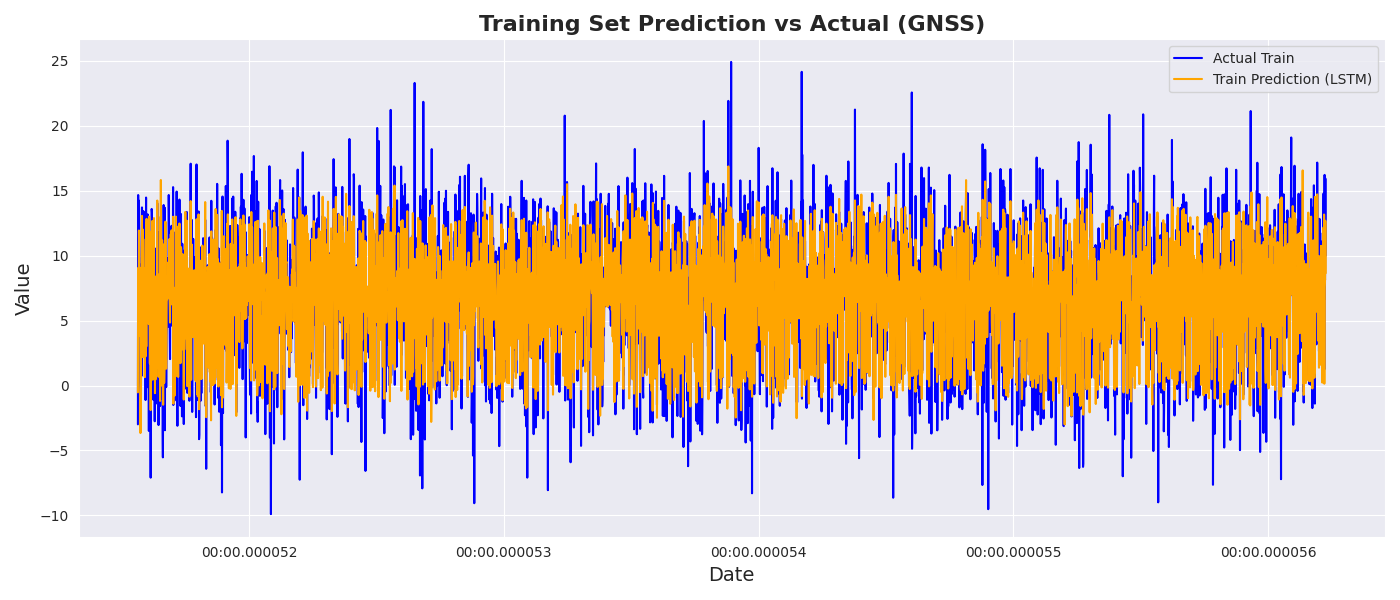 Training Set Prediction vs Actual (GNSS)
Actual Train
Train Prediction (LSTM)
Value
25
20
15
10
5
0
−5
−10
00:00.000052
00:00.000053
00:00.000054
00:00.000055
00:00.000056
Date